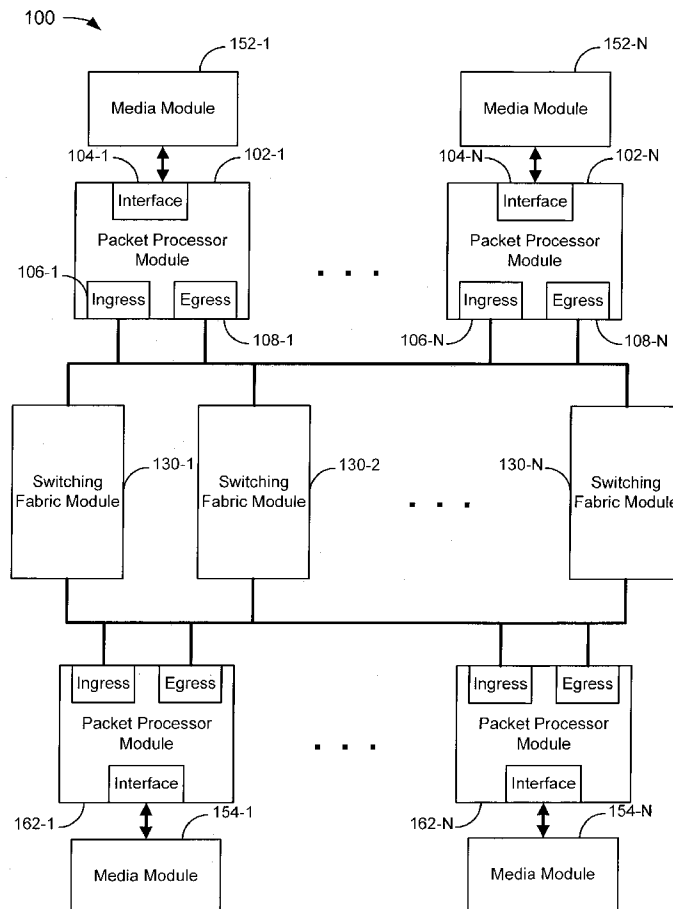 100
152-1
152-N
Media Module
Media Module
104-1
102-1
104-N
102-N
Interface
Interface
Packet Processor
Module
Packet Processor
Module
106-1
Ingress
Egress
Ingress
Egress
108-1
106-N
108-N
. . .
Switching
Fabric Module
130-1
Switching
Fabric Module
130-2
130-N
Switching
Fabric Module
. . .
Ingress
Egress
Ingress
Egress
Packet Processor
Module
Packet Processor
Module
. . .
Interface
Interface
162-1
154-1
162-N
154-N
Media Module
Media Module